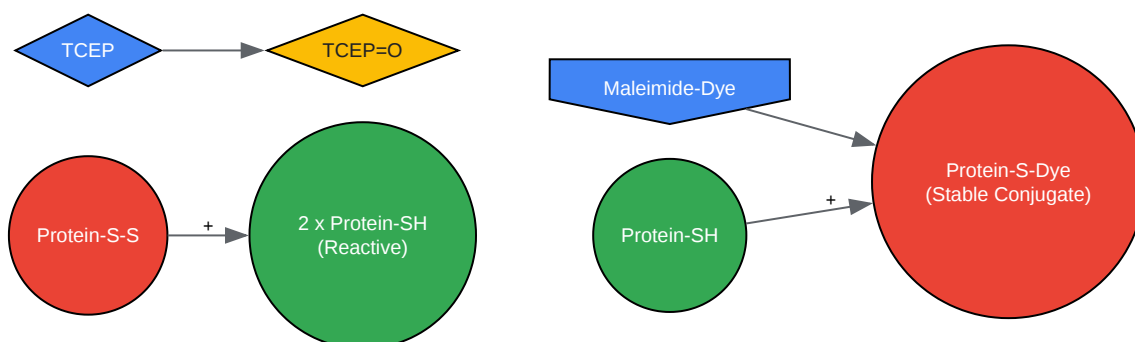 TCEP
TCEP=O
Protein-S-S
+
2 x Protein-SH
(Reactive)
Maleimide-Dye
Protein-SH
+
Protein-S-Dye
(Stable Conjugate)